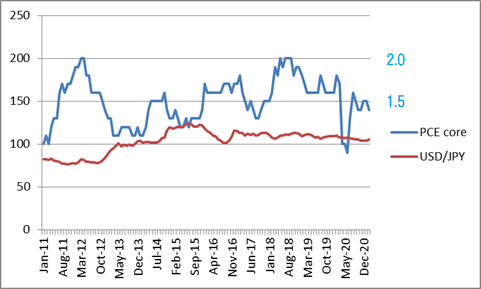 250
200
150
100
50
0
2.0
1.5
PCE core
USD/JPY
Jan-11
Aug-11
Mar-12
Oct-12
May-13
Dec-13
Jul-14
Feb-15
Sep-15
Apr-16
Nov-16
Jun-17
Jan-18
Aug-18
Mar-19
Oct-19
May-20
Dec-20